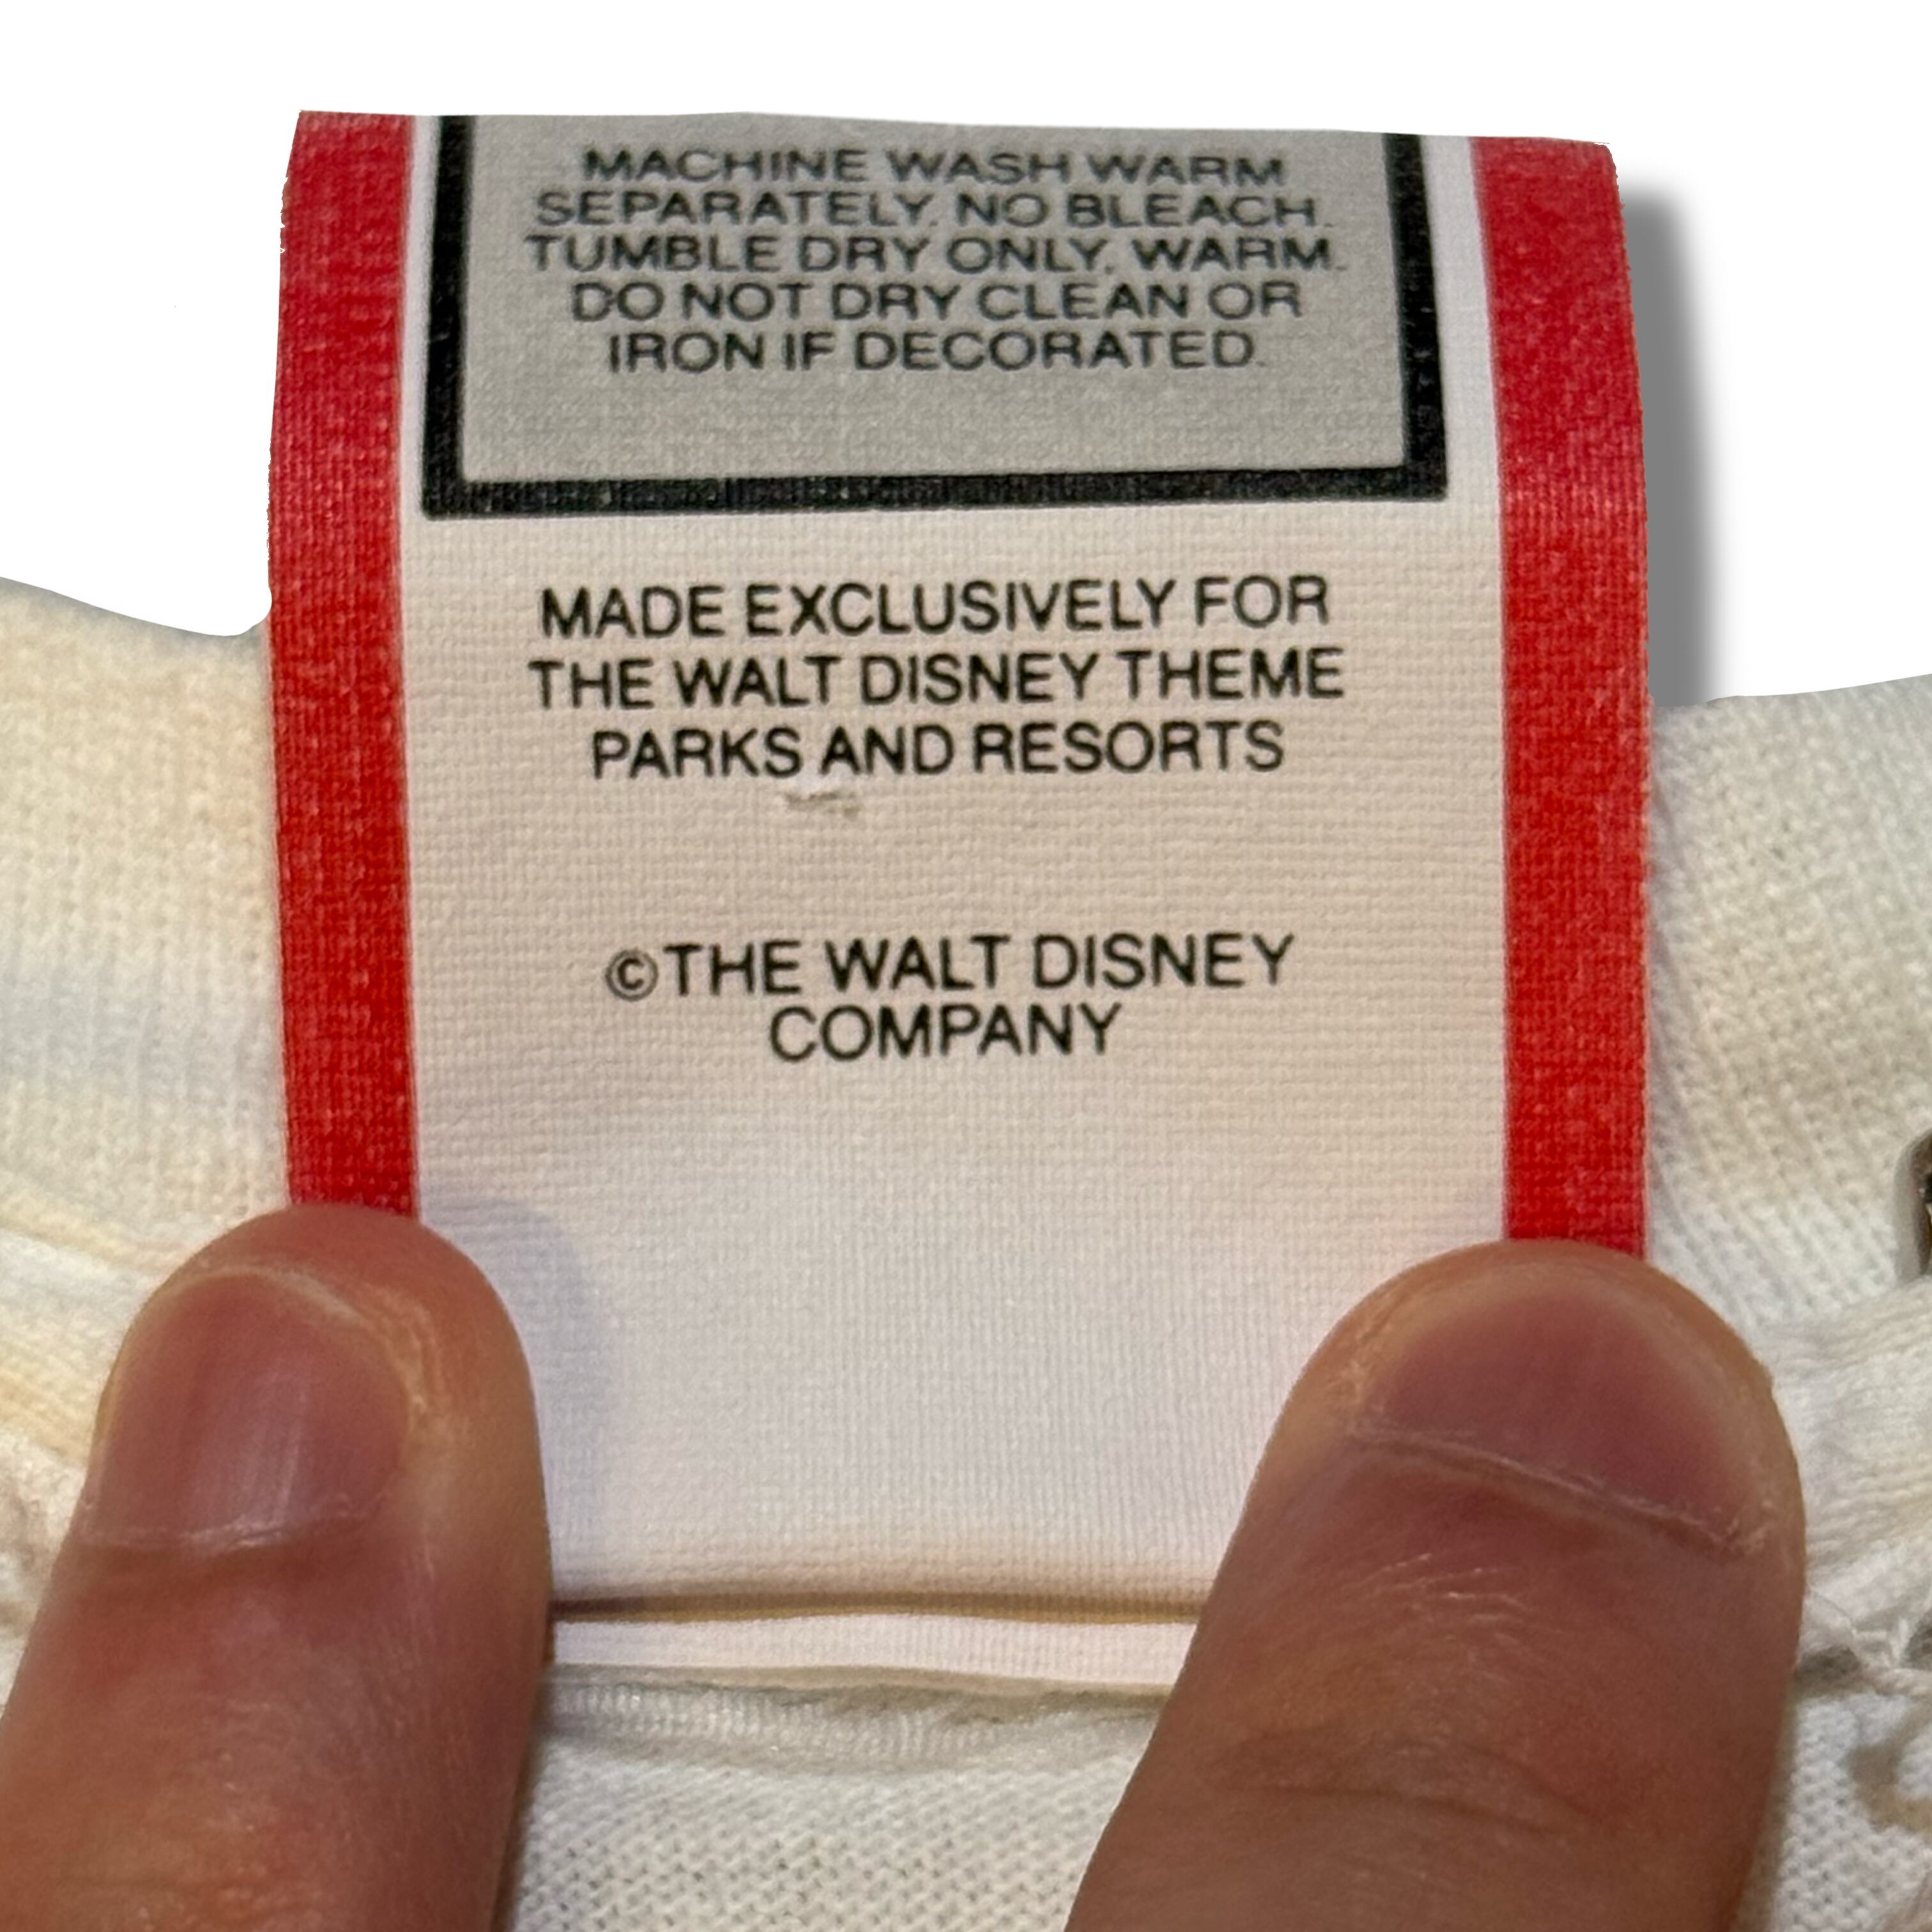 MACHINE WASH WARM
SEPARATELY. NO BLEACH.
TUMBLE DRY ONLY, WARM.
DO NOT DRY CLEAN OR
IRON IF DECORATED.
MADE EXCLUSIVELY FOR
THE WALT DISNEY THEME
PARKS AND RESORTS
©THE WALT DISNEY
COMPANY